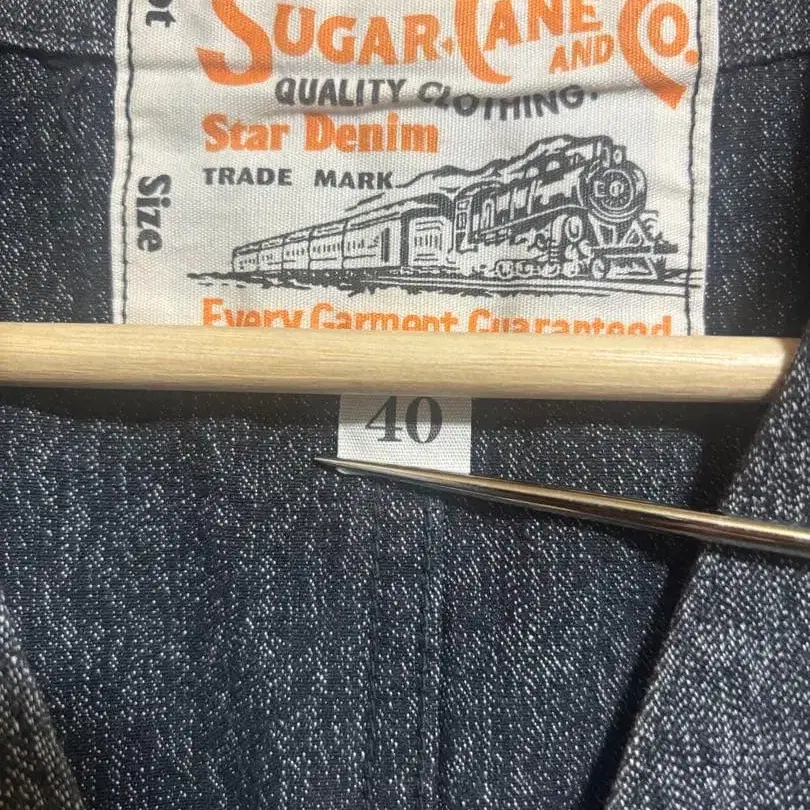 SUGAR CANE
AND CO.
QUALITY CLOTHING.
Star Denim
TRADE MARK
Size
Every Garment Guaranteed
40